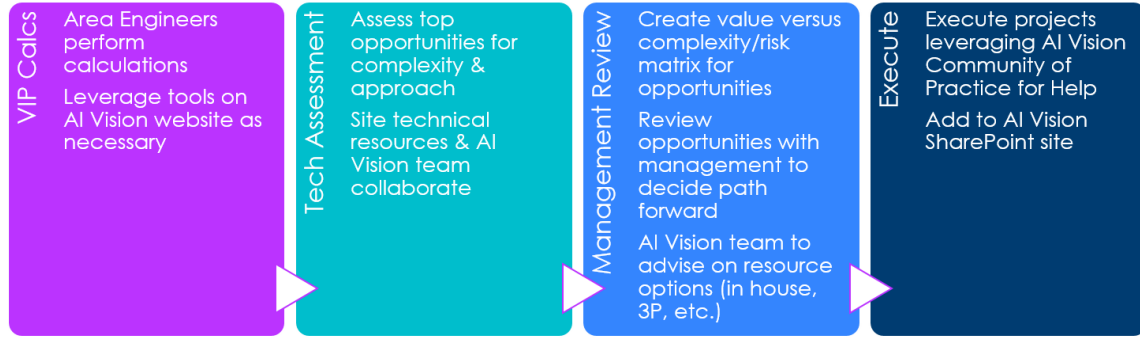 VIP Calcs
Area Engineers
perform
calculations
Leverage tools on
AI Vision website as
necessary
Tech Assessment
Assess top
opportunities for
complexity &
approach
Site technical
resources & AI
Vision team
collaborate
Management Review
Create value versus
complexity/risk
matrix for
opportunities
Review
opportunities with
management to
decide path
forward
AI Vision team to
advise on resource
options (in house,
3P, etc.)
Execute
Execute projects
leveraging AI Vision
Community of
Practice for Help
Add to AI Vision
SharePoint site